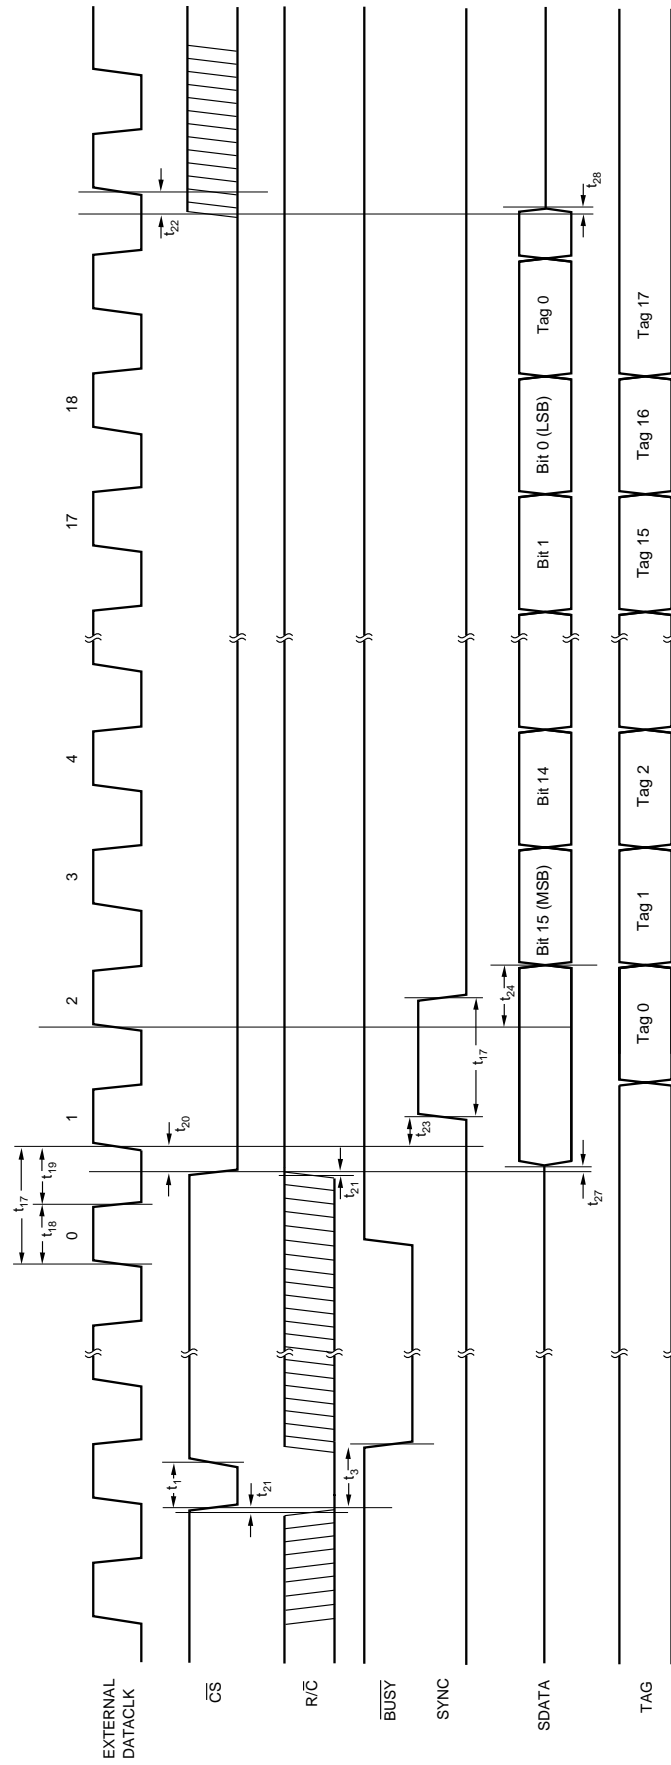 t17
t18 t19
0 1 2 3 4 17 18
EXTERNAL
DATACLK
t1 t20 t22
C̅S̅
t21
R/C̅
t3 t21
B̅U̅S̅Y̅
t23
SYNC
t17
t24
SDATA
Bit 15 (MSB) Bit 14 Bit 1 Bit 0 (LSB) Tag 0
t27 t28
TAG
Tag 0 Tag 1 Tag 2 Tag 15 Tag 16 Tag 17